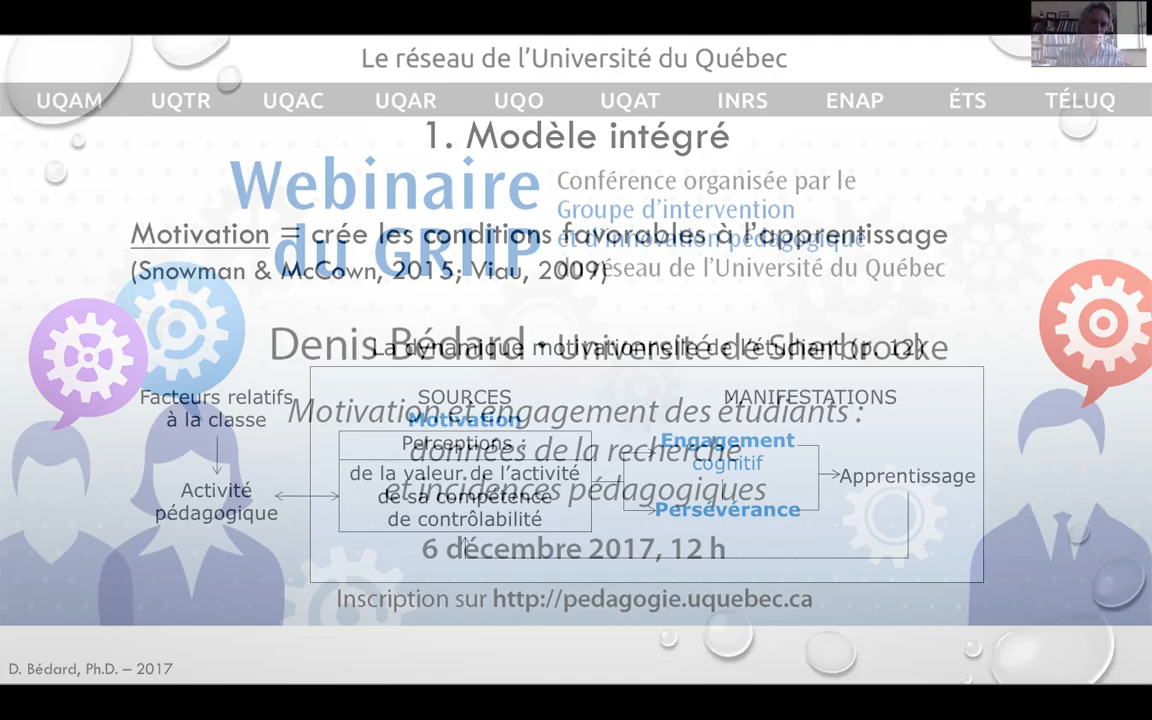 Le réseau de l'Université du Québec
UQAM UQTR UQAC UQAR UQO UQAT INRS ENAP ÉTS TÉLUQ
1. Modèle intégré
Webinaire
du GRIIP
Conférence organisée par le
Groupe d'intervention
et d'innovation pédagogique
du réseau de l'Université du Québec
Motivation = crée les conditions favorables à l'apprentissage
(Snowman & McCown, 2015; Viau, 2009)
Denis Bédard • Université de Sherbrooke
La dynamique motivationnelle de l'étudiant (p. 12)
Motivation et engagement des étudiants :
données de la recherche
et incidences pédagogiques
Facteurs relatifs
à la classe
Activité
pédagogique
SOURCES
Motivation
Perceptions :
de la valeur de l'activité
de sa compétence
de contrôlabilité
MANIFESTATIONS
Engagement
cognitif
Persévérance
Apprentissage
6 décembre 2017, 12 h
Inscription sur http://pedagogie.uquebec.ca
D. Bédard, Ph.D. – 2017